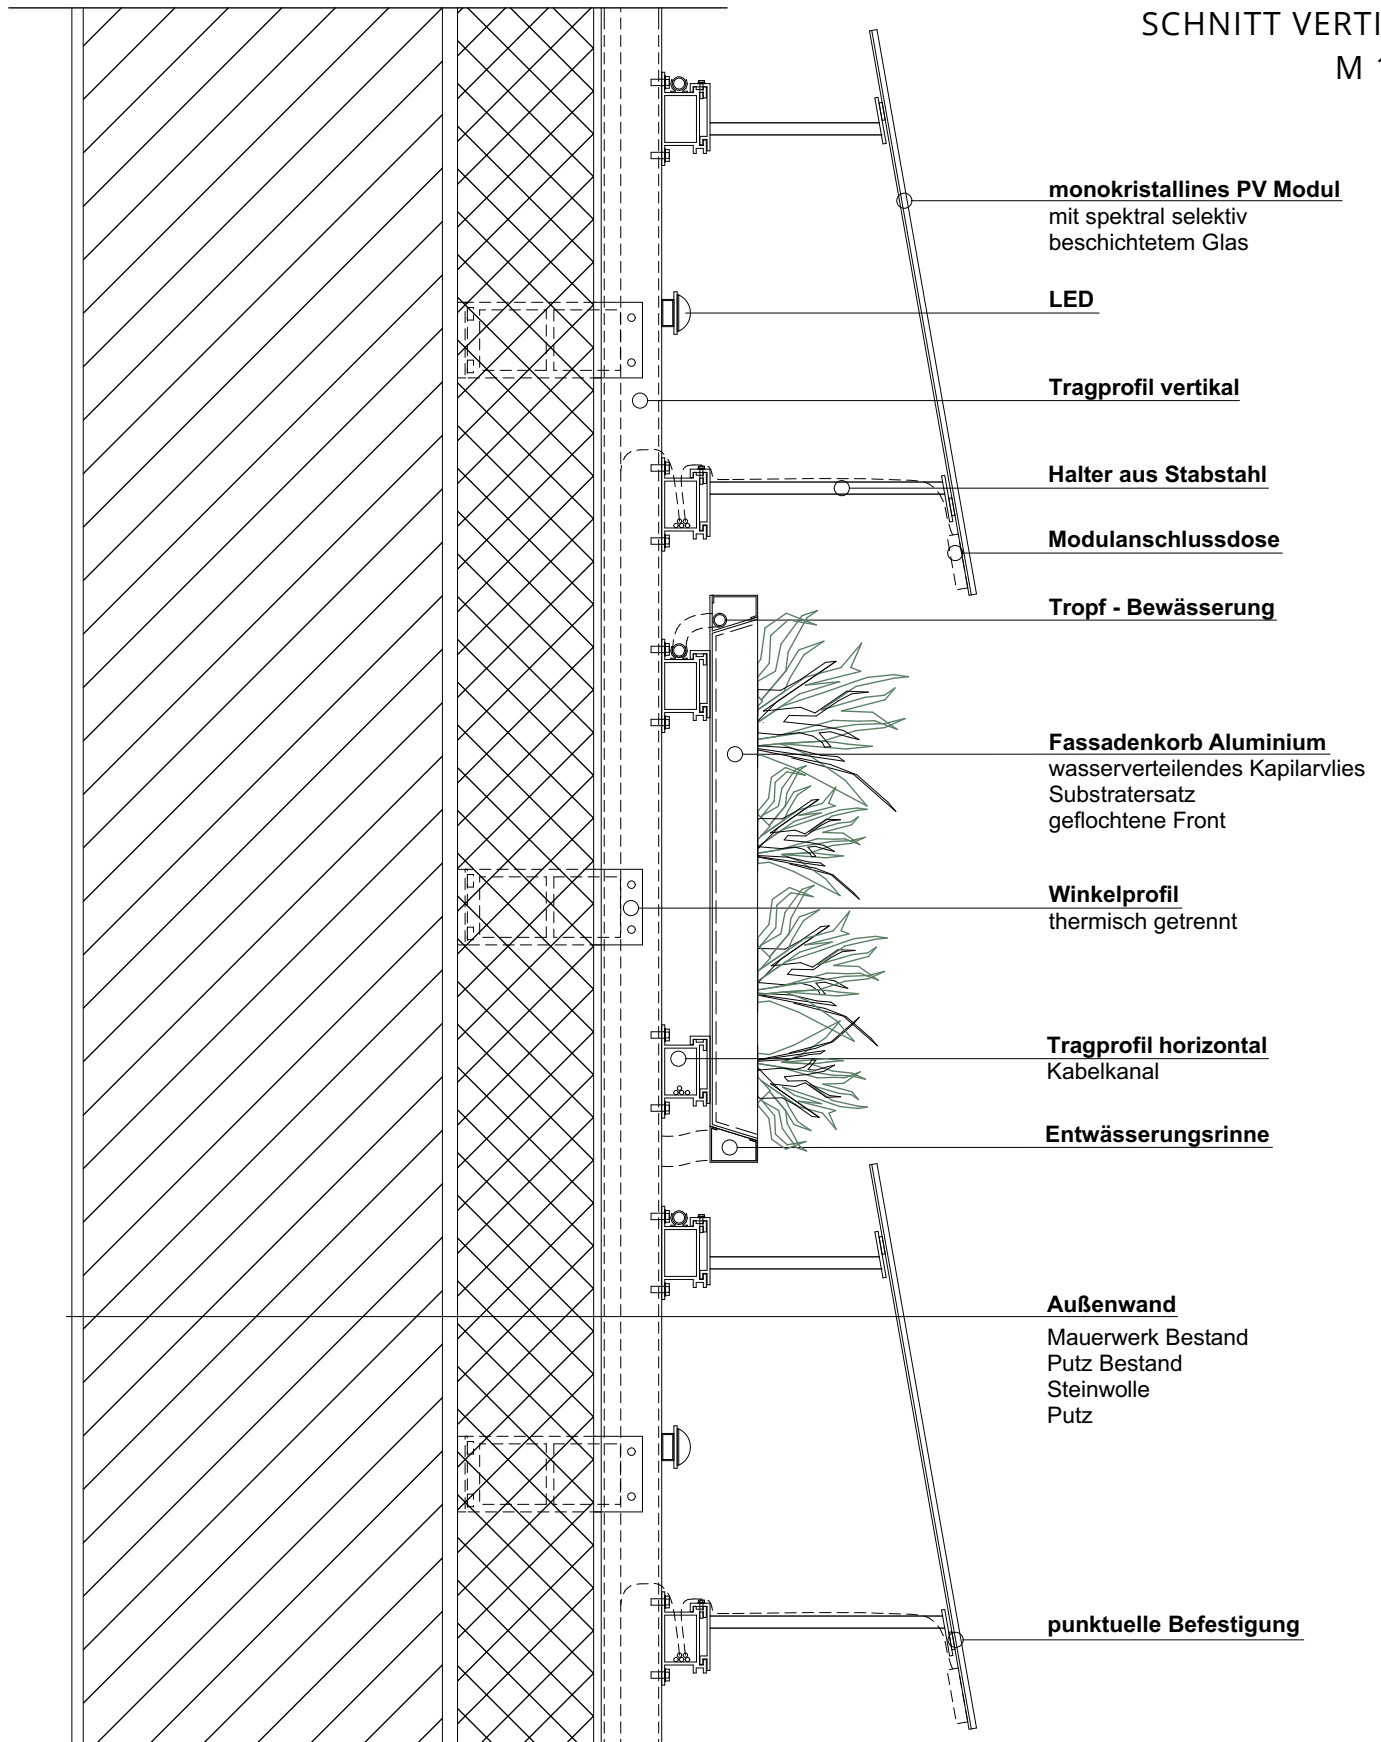 SCHNITT VERTI
M
monokristallines PV Modul
mit spektral selektiv
beschichtetem Glas
LED
Tragprofil vertikal
Halter aus Stabstahl
Modulanschlussdose
Tropf - Bewässerung
Fassadenkorb Aluminium
wasserverteilendes Kapilarvlies
Substratersatz
geflochtene Front
Winkelprofil
thermisch getrennt
Tragprofil horizontal
Kabelkanal
Entwässerungsrinne
Außenwand
Mauerwerk Bestand
Putz Bestand
Steinwolle
Putz
punktuelle Befestigung